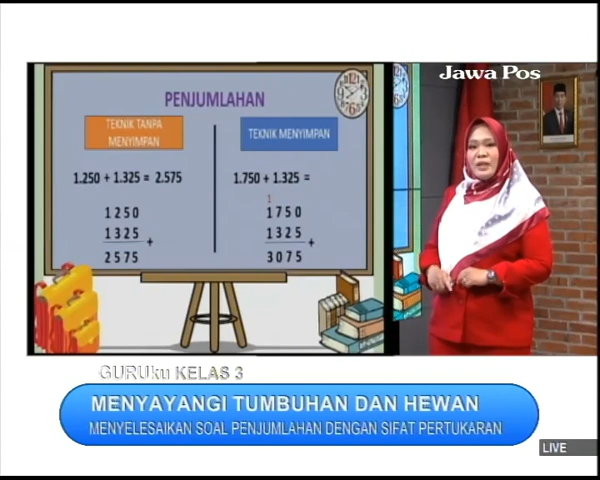 Jawa Pos
PENJUMLAHAN
TEKNIK TANPA
MENYIMPAN
1.250 + 1.325 = 2.575
1250
1325
+
2575
TEKNIK MENYIMPAN
1.750 + 1.325 =
1
1750
1325
+
3075
GURUku KELAS 3
MENYAYANGI TUMBUHAN DAN HEWAN
MENYELESAIKAN SOAL PENJUMLAHAN DENGAN SIFAT PERTUKARAN
LIVE